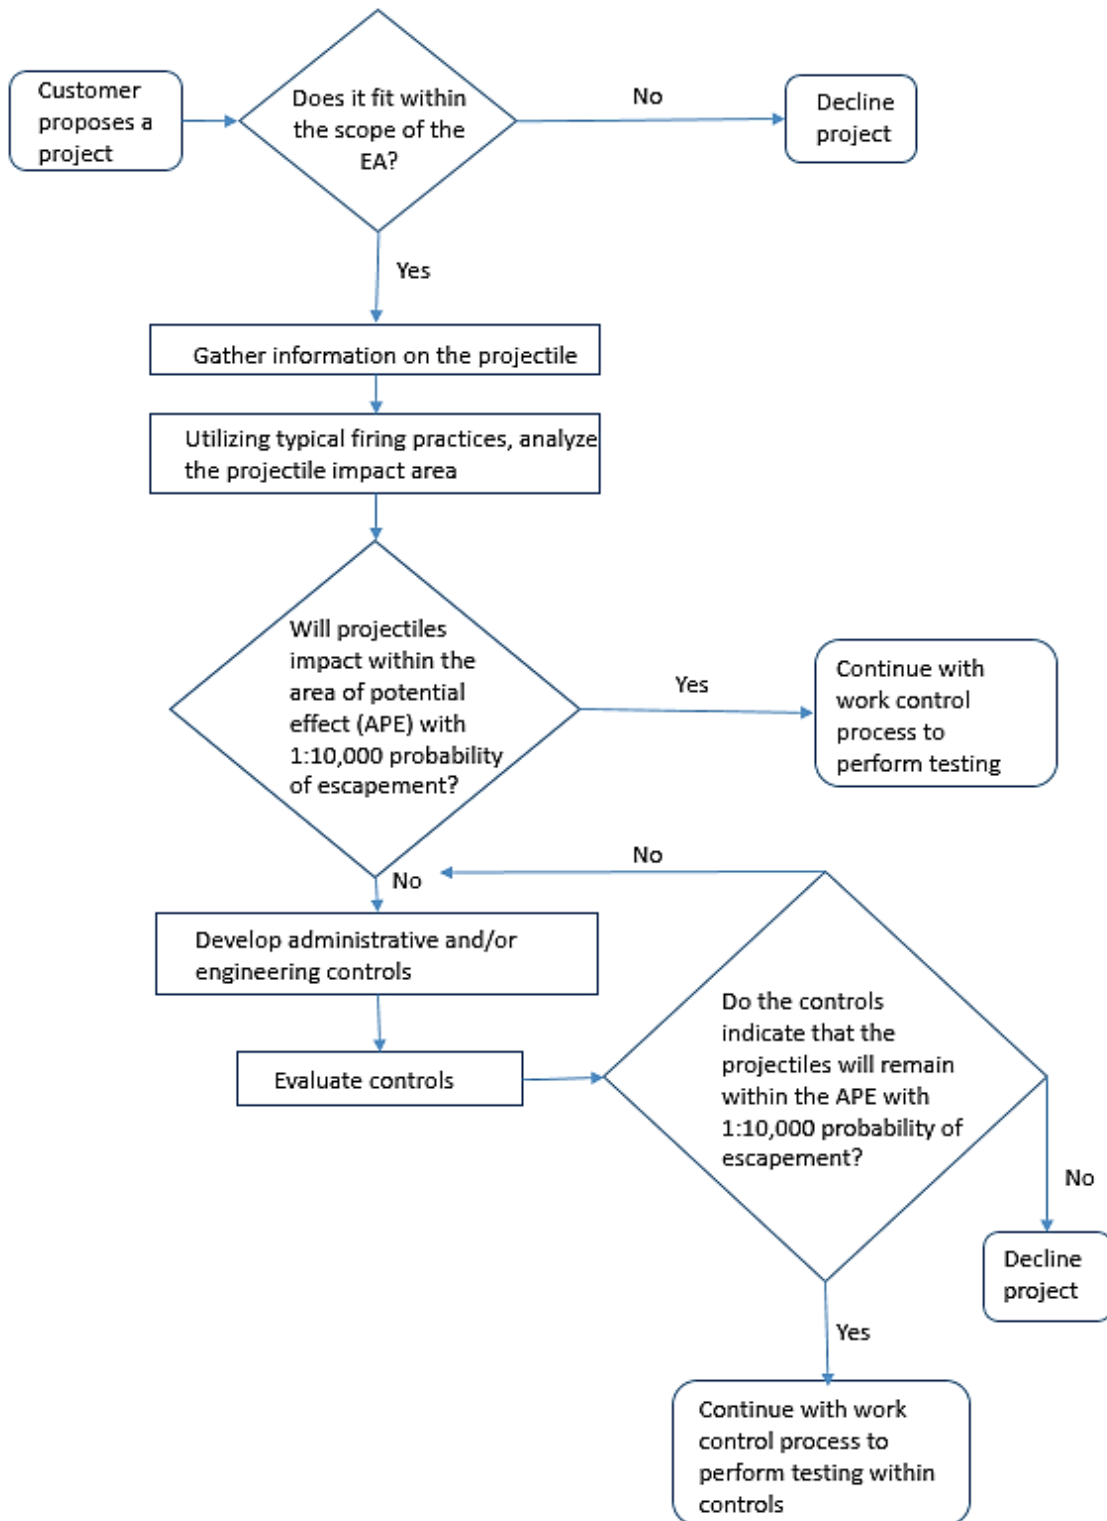 Customer
proposes a
project
Does it fit within
the scope of the
EA?
No
Decline
project
Yes
Gather information on the projectile
Utilizing typical firing practices, analyze
the projectile impact area
Will projectiles
impact within the
area of potential
effect (APE) with
1:10,000 probability
of escapement?
Yes
Continue with
work control
process to
perform testing
No
No
Develop administrative and/or
engineering controls
Evaluate controls
Do the controls
indicate that the
projectiles will remain
within the APE with
1:10,000 probability of
escapement?
No
Decline
project
Yes
Continue with work
control process to
perform testing within
controls